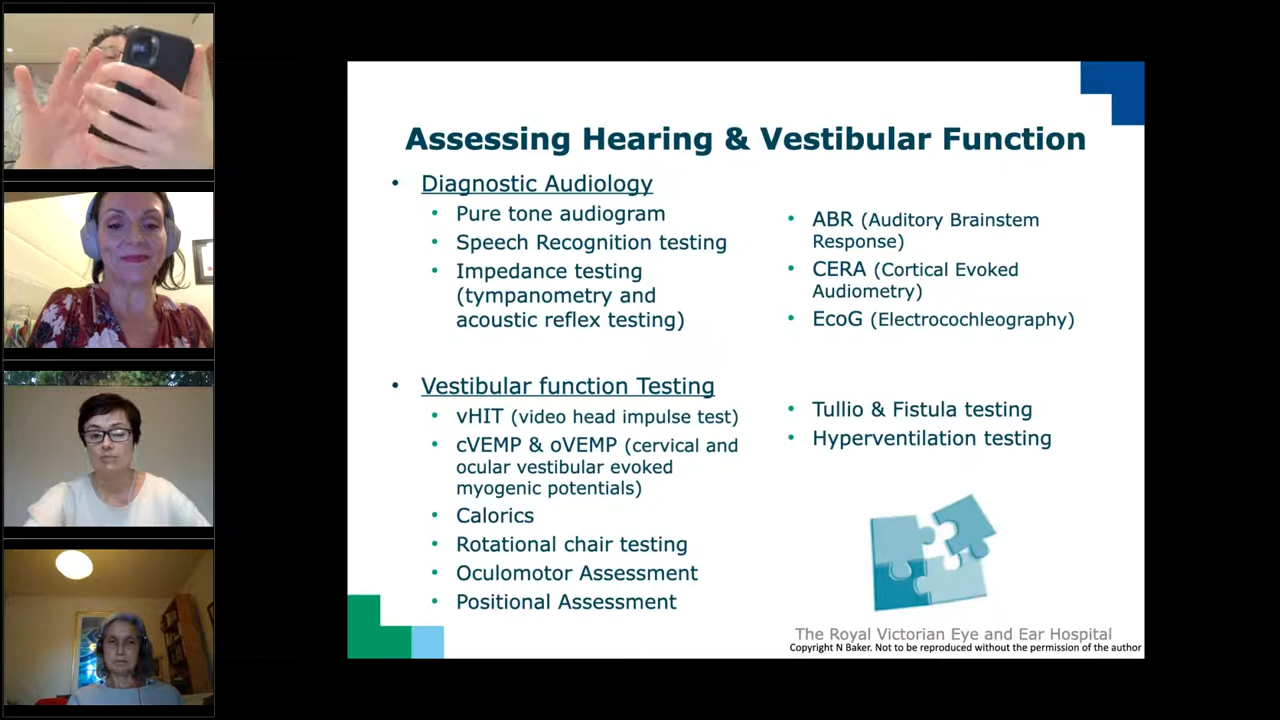 Assessing Hearing & Vestibular Function
• Diagnostic Audiology
• Pure tone audiogram
• Speech Recognition testing
• Impedance testing
(tympanometry and
acoustic reflex testing)
• ABR (Auditory Brainstem
Response)
• CERA (Cortical Evoked
Audiometry)
• EcoG (Electrocochleography)
• Vestibular function Testing
• vHIT (video head impulse test)
• cVEMP & oVEMP (cervical and
ocular vestibular evoked
myogenic potentials)
• Calorics
• Rotational chair testing
• Oculomotor Assessment
• Positional Assessment
• Tullio & Fistula testing
• Hyperventilation testing
The Royal Victorian Eye and Ear Hospital
Copyright N Baker. Not to be reproduced without the permission of the author